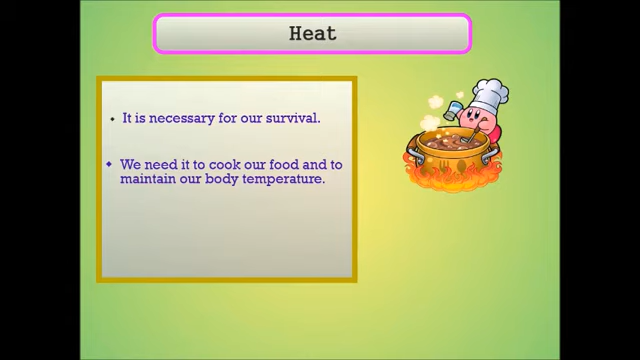 Heat
It is necessary for our survival.
We need it to cook our food and to
maintain our body temperature.